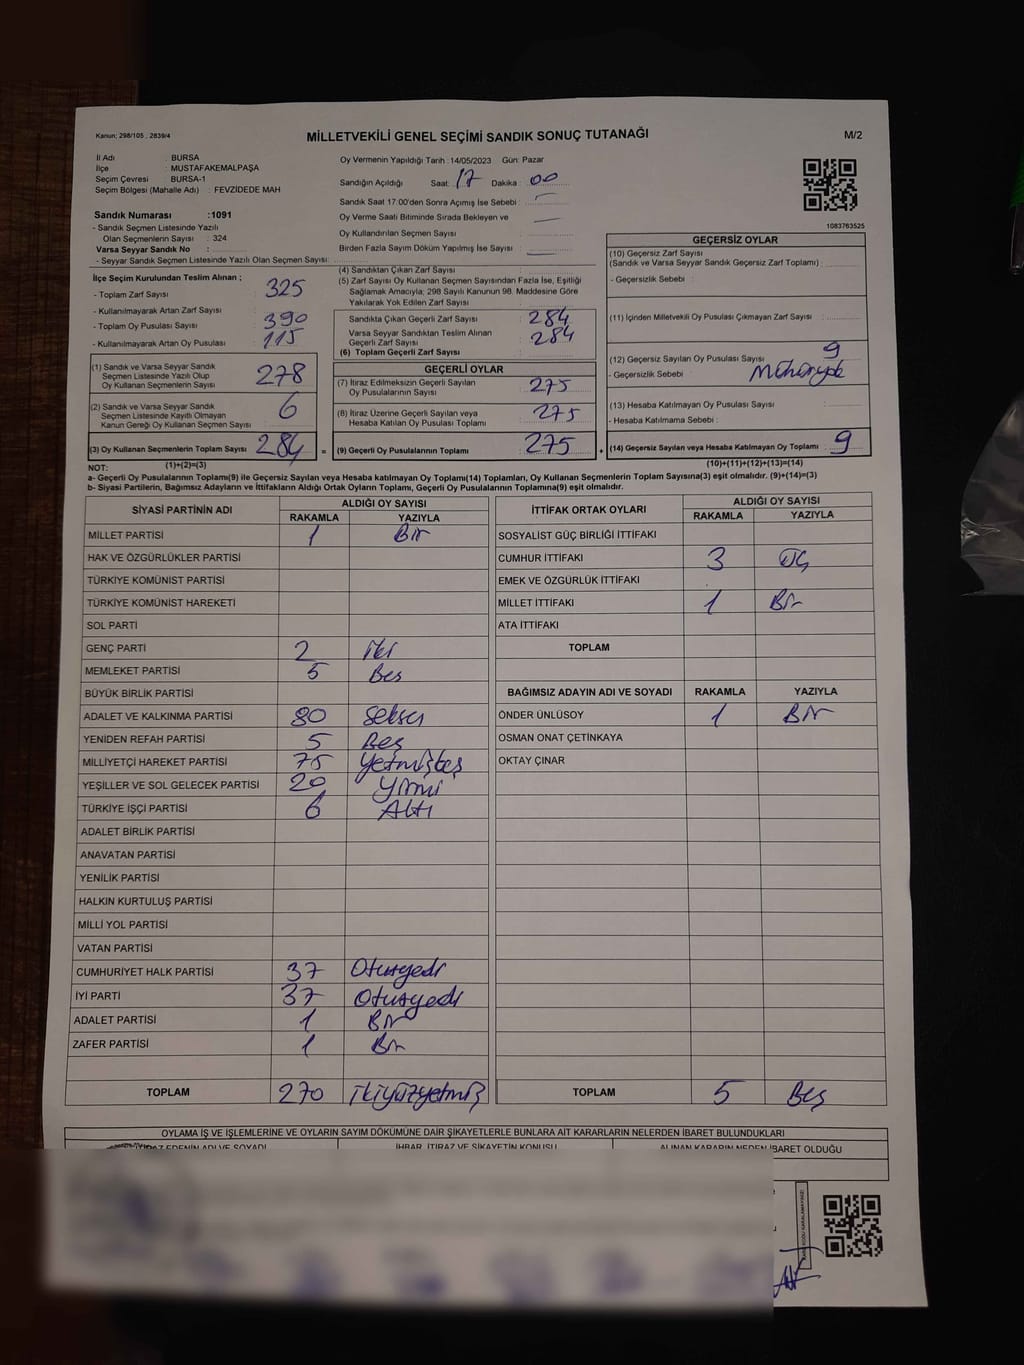 Kanun; 298/105 , 2839/4
MİLLETVEKİLİ GENEL SEÇİMİ SANDIK SONUÇ TUTANAĞI
M/2
İl Adı : BURSA
İlçe : MUSTAFAKEMALPAŞA
Seçim Çevresi : BURSA-1
Seçim Bölgesi (Mahalle Adı) : FEVZİDEDE MAH
Sandık Numarası :1091
- Sandık Seçmen Listesinde Yazılı
Olan Seçmenlerin Sayısı : 324
Varsa Seyyar Sandık No :
- Seyyar Sandık Seçmen Listesinde Yazılı Olan Seçmen Sayısı:
Oy Vermenin Yapıldığı Tarih :14/05/2023 Gün: Pazar
Sandığın Açıldığı Saat: 17 Dakika : 00
Sandık Saat 17.00'den Sonra Açımış İse Sebebi :
Oy Verme Saati Bitiminde Sırada Bekleyen ve
Oy Kullandırılan Seçmen Sayısı :
Birden Fazla Sayım Döküm Yapılmış İse Sayısı :
1083763525
İlçe Seçim Kurulundan Teslim Alınan ;
- Toplam Zarf Sayısı : 325
- Kullanılmayarak Artan Zarf Sayısı :
- Toplam Oy Pusulası Sayısı : 390
- Kullanılmayarak Artan Oy Pusulası : 115
(1) Sandık ve Varsa Seyyar Sandık
Seçmen Listesinde Yazılı Olup
Oy Kullanan Seçmenlerin Sayısı : 278
(2) Sandık ve Varsa Seyyar Sandık
Seçmen Listesinde Kayıtlı Olmayan
Kanun Gereği Oy Kullanan Seçmen Sayısı : 6
(3) Oy Kullanan Seçmenlerin Toplam Sayısı : 284
(1)+(2)=(3)
(4) Sandıktan Çıkan Zarf Sayısı :
(5) Zarf Sayısı Oy Kullanan Seçmen Sayısından Fazla İse, Eşitliği
Sağlamak Amacıyla; 298 Sayılı Kanunun 98. Maddesine Göre
Yakılarak Yok Edilen Zarf Sayısı :
Sandıkta Çıkan Geçerli Zarf Sayısı : 284
Varsa Seyyar Sandıktan Teslim Alınan
Geçerli Zarf Sayısı : 284
(6) Toplam Geçerli Zarf Sayısı :
GEÇERLİ OYLAR
(7) İtiraz Edilmeksizin Geçerli Sayılan
Oy Pusulalarının Toplam Sayısı : 275
(8) İtiraz Üzerine Geçerli Sayılan veya
Hesaba Katılan Oy Pusulaları Toplamı : 275
= (9) Geçerli Oy Pusulalarının Toplamı : 275 +
GEÇERSİZ OYLAR
(10) Geçersiz Zarf Sayısı
(Sandık ve Varsa Seyyar Sandık Geçersiz Zarf Toplamı) :
- Geçersizlik Sebebi :
(11) İçinden Milletvekili Oy Pusulası Çıkmayan Zarf Sayısı :
(12) Geçersiz Sayılan Oy Pusulası Sayısı : 9
- Geçersizlik Sebebi :
(13) Hesaba Katılmayan Oy Pusulası Sayısı :
- Hesaba Katılmama Sebebi :
(14) Geçersiz Sayılan veya Hesaba Katılmayan Oy Toplamı : 9
(10)+(11)+(12)+(13)=(14)
NOT:
a- Geçerli Oy Pusulalarının Toplamı(9) ile Geçersiz Sayılan veya Hesaba katılmayan Oy Toplamı(14) Toplamları, Oy Kullanan Seçmenlerin Toplam Sayısına(3) eşit olmalıdır. (9)+(14)=(3)
b- Siyasi Partilerin, Bağımsız Adayların ve İttifakların Aldığı Ortak Oyların Toplamı, Geçerli Oy Pusulalarının Toplamına(9) eşit olmalıdır.
SİYASİ PARTİNİN ADI ALDIĞI OY SAYISI
RAKAMLA YAZIYLA
MİLLET PARTİSİ 1 Bir
HAK VE ÖZGÜRLÜKLER PARTİSİ
TÜRKİYE KOMÜNİST PARTİSİ
TÜRKİYE KOMÜNİST HAREKETİ
SOL PARTİ
GENÇ PARTİ 2 iki
MEMLEKET PARTİSİ 5 Beş
BÜYÜK BİRLİK PARTİSİ
ADALET VE KALKINMA PARTİSİ 80 Seksen
YENİDEN REFAH PARTİSİ 5 Beş
MİLLİYETÇİ HAREKET PARTİSİ 75 Yetmişbeş
YEŞİLLER VE SOL GELECEK PARTİSİ 20 Yirmi
TÜRKİYE İŞÇİ PARTİSİ 6 Altı
ADALET BİRLİK PARTİSİ
ANAVATAN PARTİSİ
YENİLİK PARTİSİ
HALKIN KURTULUŞ PARTİSİ
MİLLİ YOL PARTİSİ
VATAN PARTİSİ
CUMHURİYET HALK PARTİSİ 37 Otuzyedi
İYİ PARTİ 37 Otuzyedi
ADALET PARTİSİ 1 Bir
ZAFER PARTİSİ 1 Bir
TOPLAM 270 ikiyüzyetmiş
İTTİFAK ORTAK OYLARI ALDIĞI OY SAYISI
RAKAMLA YAZIYLA
SOSYALİST GÜÇ BİRLİĞİ İTTİFAKI
CUMHUR İTTİFAKI 3 Üç
EMEK VE ÖZGÜRLÜK İTTİFAKI
MİLLET İTTİFAKI 1 Bir
ATA İTTİFAKI
TOPLAM
BAĞIMSIZ ADAYIN ADI VE SOYADI RAKAMLA YAZIYLA
ÖNDER ÜNLÜSOY 1 Bir
OSMAN ONAT ÇETİNKAYA
OKTAY ÇINAR
TOPLAM 5 Beş
OYLAMA İŞ VE İŞLEMLERİNE VE OYLARIN SAYIM DÖKÜMÜNE DAİR ŞİKAYETLERLE BUNLARA AİT KARARLARIN NELERDEN İBARET BULUNDUKLARI
İTİRAZ EDENİN ADI VE SOYADI İHBAR, İTİRAZ VE ŞİKAYETİN KONUSU ALINAN KARARIN NEDEN İBARET OLDUĞU